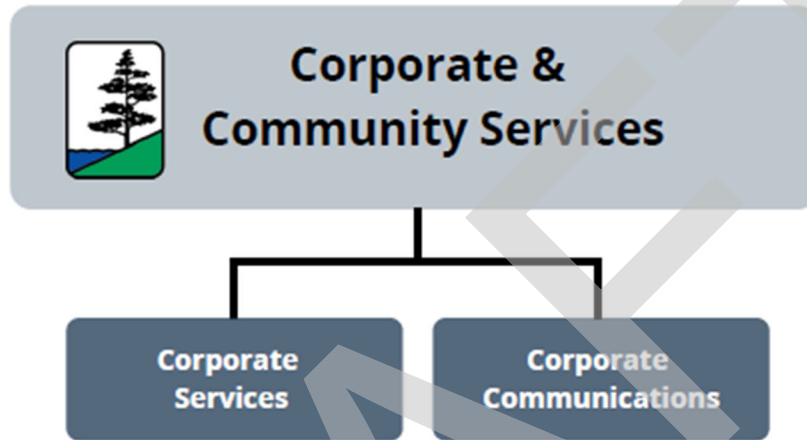 Corporate &
Community Services
Corporate
Services
Corporate
Communications